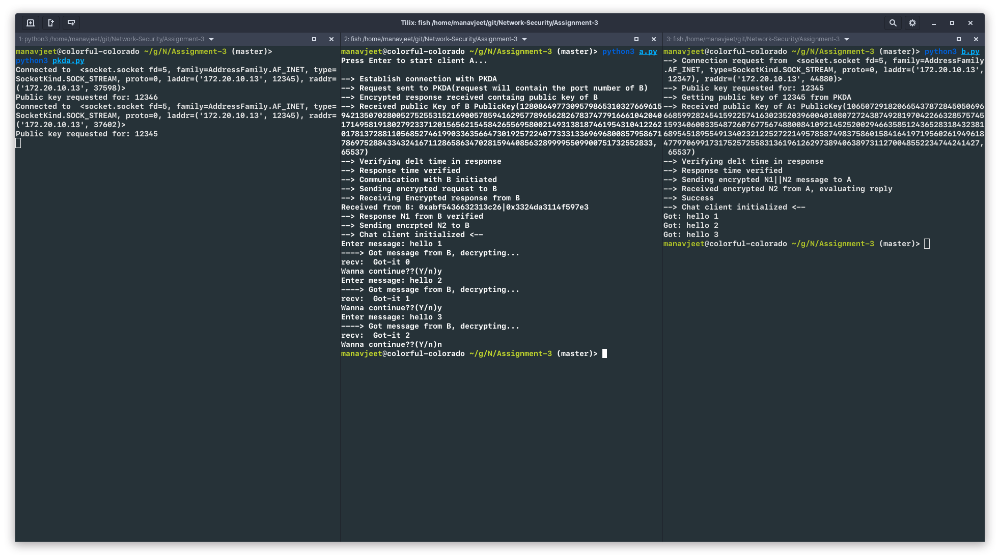 Tilix: fish /home/manavjeet/git/Network-Security/Assignment-3
1: python3 /home/manavjeet/git/Network-Security/Assignment-3
manavjeet@colorful-colorado ~/g/N/Assignment-3 (master)>
python3 pkda.py
Connected to  <socket.socket fd=5, family=AddressFamily.AF_INET, type=
SocketKind.SOCK_STREAM, proto=0, laddr=('172.20.10.13', 12345), raddr=
('172.20.10.13', 37598)>
Public key requested for: 12346
Connected to  <socket.socket fd=5, family=AddressFamily.AF_INET, type=
SocketKind.SOCK_STREAM, proto=0, laddr=('172.20.10.13', 12345), raddr=
('172.20.10.13', 37602)>
Public key requested for: 12345
2: fish /home/manavjeet/git/Network-Security/Assignment-3
manavjeet@colorful-colorado ~/g/N/Assignment-3 (master)> python3 a.py
Press Enter to start client A...
--> Establish connection with PKDA
--> Request sent to PKDA(request will contain the port number of B)
--> Encrypted response received containg public key of B
--> Received public Key of B PublicKey(1280864977309579865310327669615
9421350702800527525531521690057859416295778965628267837477916661042040
1714958191802792337120156562154584265569580021493138187461954310412262
0178137288110568527461990336356647301925722407733313369696800857958671
786975288433432416711286586347028159440856328999955099007517325528​33,
65537)
--> Verifying delt time in response
--> Response time verified
--> Communication with B initiated
--> Sending encrypted request to B
--> Receiving Encrypted response from B
Received from B: 0xabf5436632313c26|0x3324da3114f597e3
--> Response N1 from B verified
--> Sending encrpted N2 to B
--> Chat client initialized <--
Enter message: hello 1
----> Got message from B, decrypting...
recv:  Got-it 0
Wanna continue??(Y/n)y
Enter message: hello 2
----> Got message from B, decrypting...
recv:  Got-it 1
Wanna continue??(Y/n)y
Enter message: hello 3
----> Got message from B, decrypting...
recv:  Got-it 2
Wanna continue??(Y/n)n
manavjeet@colorful-colorado ~/g/N/Assignment-3 (master)>
3: fish /home/manavjeet/git/Network-Security/Assignment-3
manavjeet@colorful-colorado ~/g/N/Assignment-3 (master)> python3 b.py
--> Connection request from  <socket.socket fd=5, family=AddressFamily
.AF_INET, type=SocketKind.SOCK_STREAM, proto=0, laddr=('172.20.10.13',
12347), raddr=('172.20.10.13', 44880)>
--> Public key requested for: 12345
--> Getting public key of 12345 from PKDA
--> Received public Key of A: PublicKey(106507291820665437872845050696
6685992824541592257416302352039600401080727243874928197042266328575745
1593406003354872607677567488008410921452520029466358512436528318432381
6895451895549134023212252722149578587498375860158416419719560261949618
477970699173175257255831361961262973894063897311270048552234744241427,
65537)
--> Verifying delt time in response
--> Response time verified
--> Sending encrypted N1||N2 message to A
--> Received encrypted N2 from A, evaluating reply
--> Success
--> Chat client initialized <--
Got: hello 1
Got: hello 2
Got: hello 3
manavjeet@colorful-colorado ~/g/N/Assignment-3 (master)>